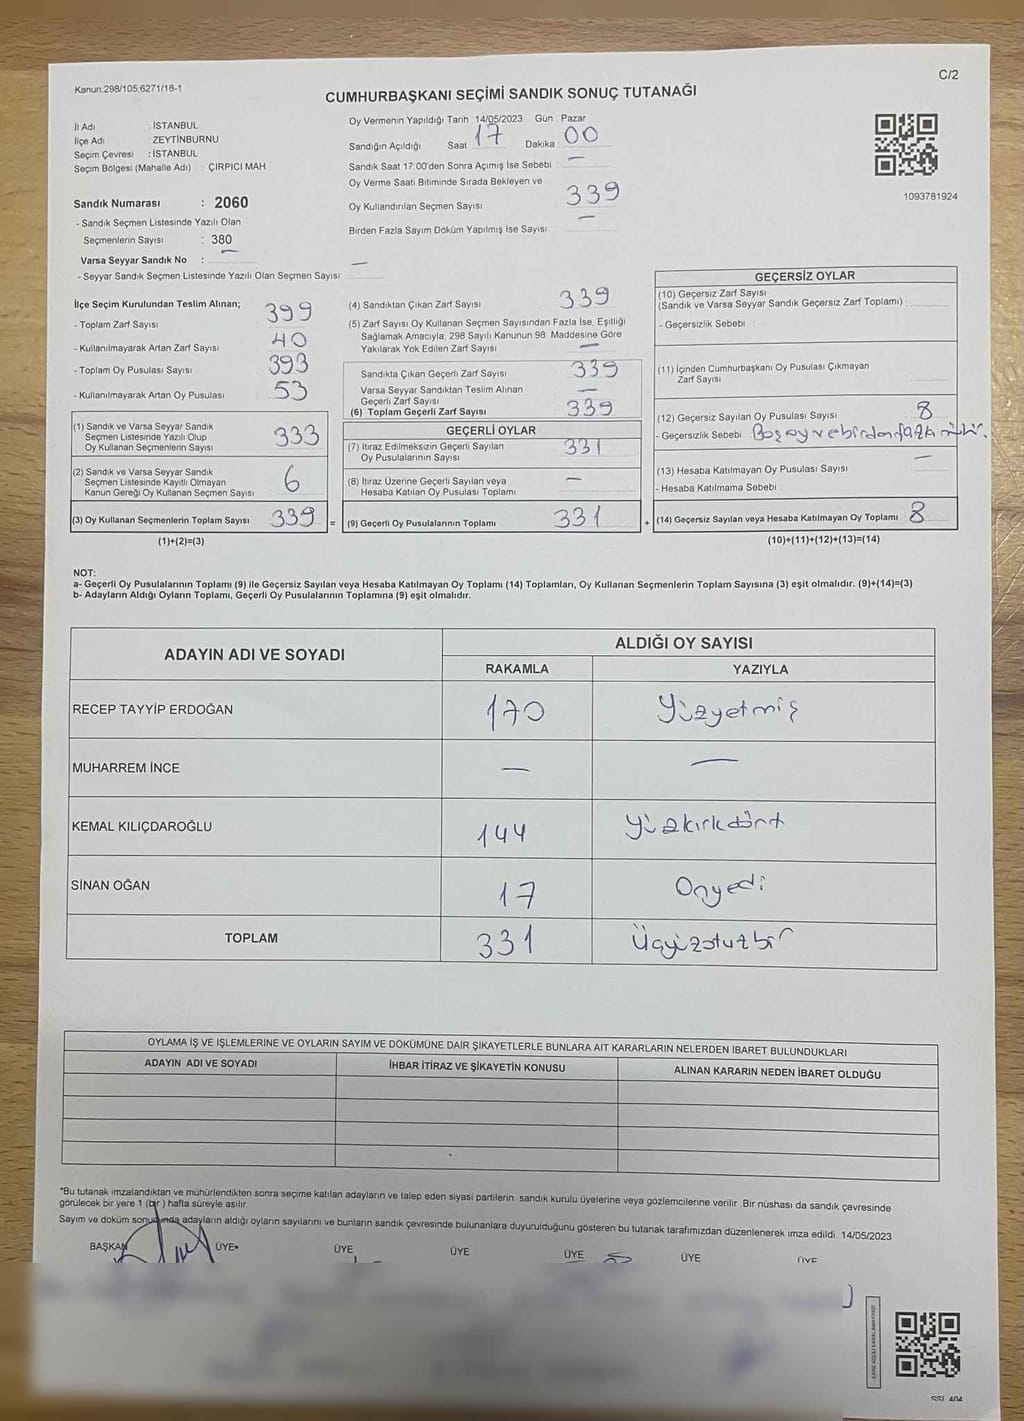 Kanun:298/105,6271/18-1
C/2
CUMHURBAŞKANI SEÇİMİ SANDIK SONUÇ TUTANAĞI
İl Adı : İSTANBUL
İlçe Adı : ZEYTİNBURNU
Seçim Çevresi : İSTANBUL
Seçim Bölgesi (Mahalle Adı) : ÇIRPICI MAH.
Oy Vermenin Yapıldığı Tarih : 14/05/2023 Gün : Pazar
Sandığın Açıldığı Saat 17 Dakika 00
Sandık Saat 17:00'den Sonra Açılmış İse Sebebi : —
Oy Verme Saati Bitiminde Sırada Bekleyen ve
Oy Kullandırılan Seçmen Sayısı 339
Birden Fazla Sayım Döküm Yapılmış İse Sayısı —
1093781924
Sandık Numarası : 2060
- Sandık Seçmen Listesinde Yazılı Olan
Seçmenlerin Sayısı : 380
Varsa Seyyar Sandık No : —
- Seyyar Sandık Seçmen Listesinde Yazılı Olan Seçmen Sayısı: —
İlçe Seçim Kurulundan Teslim Alınan;
- Toplam Zarf Sayısı 399
- Kullanılmayarak Artan Zarf Sayısı 40
- Toplam Oy Pusulası Sayısı 393
- Kullanılmayarak Artan Oy Pusulası 53
(1) Sandık ve Varsa Seyyar Sandık
Seçmen Listesinde Yazılı Olup
Oy Kullanan Seçmenlerin Sayısı 333
(2) Sandık ve Varsa Seyyar Sandık
Seçmen Listesinde Kayıtlı Olmayan
Kanun Gereği Oy Kullanan Seçmen Sayısı 6
(3) Oy Kullanan Seçmenlerin Toplam Sayısı 339 =
(1)+(2)=(3)
(4) Sandıktan Çıkan Zarf Sayısı 339
(5) Zarf Sayısı Oy Kullanan Seçmen Sayısından Fazla İse, Eşitliği
Sağlamak Amacıyla, 298 Sayılı Kanunun 98. Maddesine Göre
Yakılarak Yok Edilen Zarf Sayısı —
Sandıkta Çıkan Geçerli Zarf Sayısı 339
Varsa Seyyar Sandıktan Teslim Alınan
Geçerli Zarf Sayısı —
(6) Toplam Geçerli Zarf Sayısı 339
GEÇERLİ OYLAR
(7) İtiraz Edilmeksizin Geçerli Sayılan
Oy Pusulalarının Sayısı 331
(8) İtiraz Üzerine Geçerli Sayılan veya
Hesaba Katılan Oy Pusulası Toplamı —
(9) Geçerli Oy Pusulalarının Toplamı 331 +
GEÇERSİZ OYLAR
(10) Geçersiz Zarf Sayısı
(Sandık ve Varsa Seyyar Sandık Geçersiz Zarf Toplamı) :
- Geçersizlik Sebebi :
(11) İçinden Cumhurbaşkanı Oy Pusulası Çıkmayan
Zarf Sayısı
(12) Geçersiz Sayılan Oy Pusulası Sayısı 8
- Geçersizlik Sebebi Boş oy ve birden fazla mühür.
(13) Hesaba Katılmayan Oy Pusulası Sayısı —
- Hesaba Katılmama Sebebi :
(14) Geçersiz Sayılan veya Hesaba Katılmayan Oy Toplamı : 8
(10)+(11)+(12)+(13)=(14)
NOT:
a- Geçerli Oy Pusulalarının Toplamı (9) ile Geçersiz Sayılan veya Hesaba Katılmayan Oy Toplamı (14) Toplamları, Oy Kullanan Seçmenlerin Toplam Sayısına (3) eşit olmalıdır. (9)+(14)=(3)
b- Adayların Aldığı Oyların Toplamı, Geçerli Oy Pusulalarının Toplamına (9) eşit olmalıdır.
ADAYIN ADI VE SOYADI
ALDIĞI OY SAYISI
RAKAMLA YAZIYLA
RECEP TAYYİP ERDOĞAN 170 Yüzyetmiş
MUHARREM İNCE — —
KEMAL KILIÇDAROĞLU 144 Yüzkırkdört
SİNAN OĞAN 17 Onyedi
TOPLAM 331 Üçyüzotuzbir
OYLAMA İŞ VE İŞLEMLERİNE VE OYLARIN SAYIM VE DÖKÜMÜNE DAİR ŞİKAYETLERLE BUNLARA AİT KARARLARIN NELERDEN İBARET BULUNDUKLARI
ADAYIN ADI VE SOYADI İHBAR İTİRAZ VE ŞİKAYETİN KONUSU ALINAN KARARIN NEDEN İBARET OLDUĞU
*Bu tutanak imzalandıktan ve mühürlendikten sonra seçime katılan adayların ve talep eden siyasi partilerin sandık kurulu üyelerine veya gözlemcilerine verilir. Bir nüshası da sandık çevresinde
görülecek bir yere 1 (bir) hafta süreyle asılır.
Sayım ve döküm sonucunda adayların aldığı oyların sayılarını ve bunların sandık çevresinde bulunanlara duyurulduğunu gösteren bu tutanak tarafımızdan düzenlenerek imza edildi. 14/05/2023
BAŞKAN ÜYE ÜYE ÜYE ÜYE ÜYE ÜYE